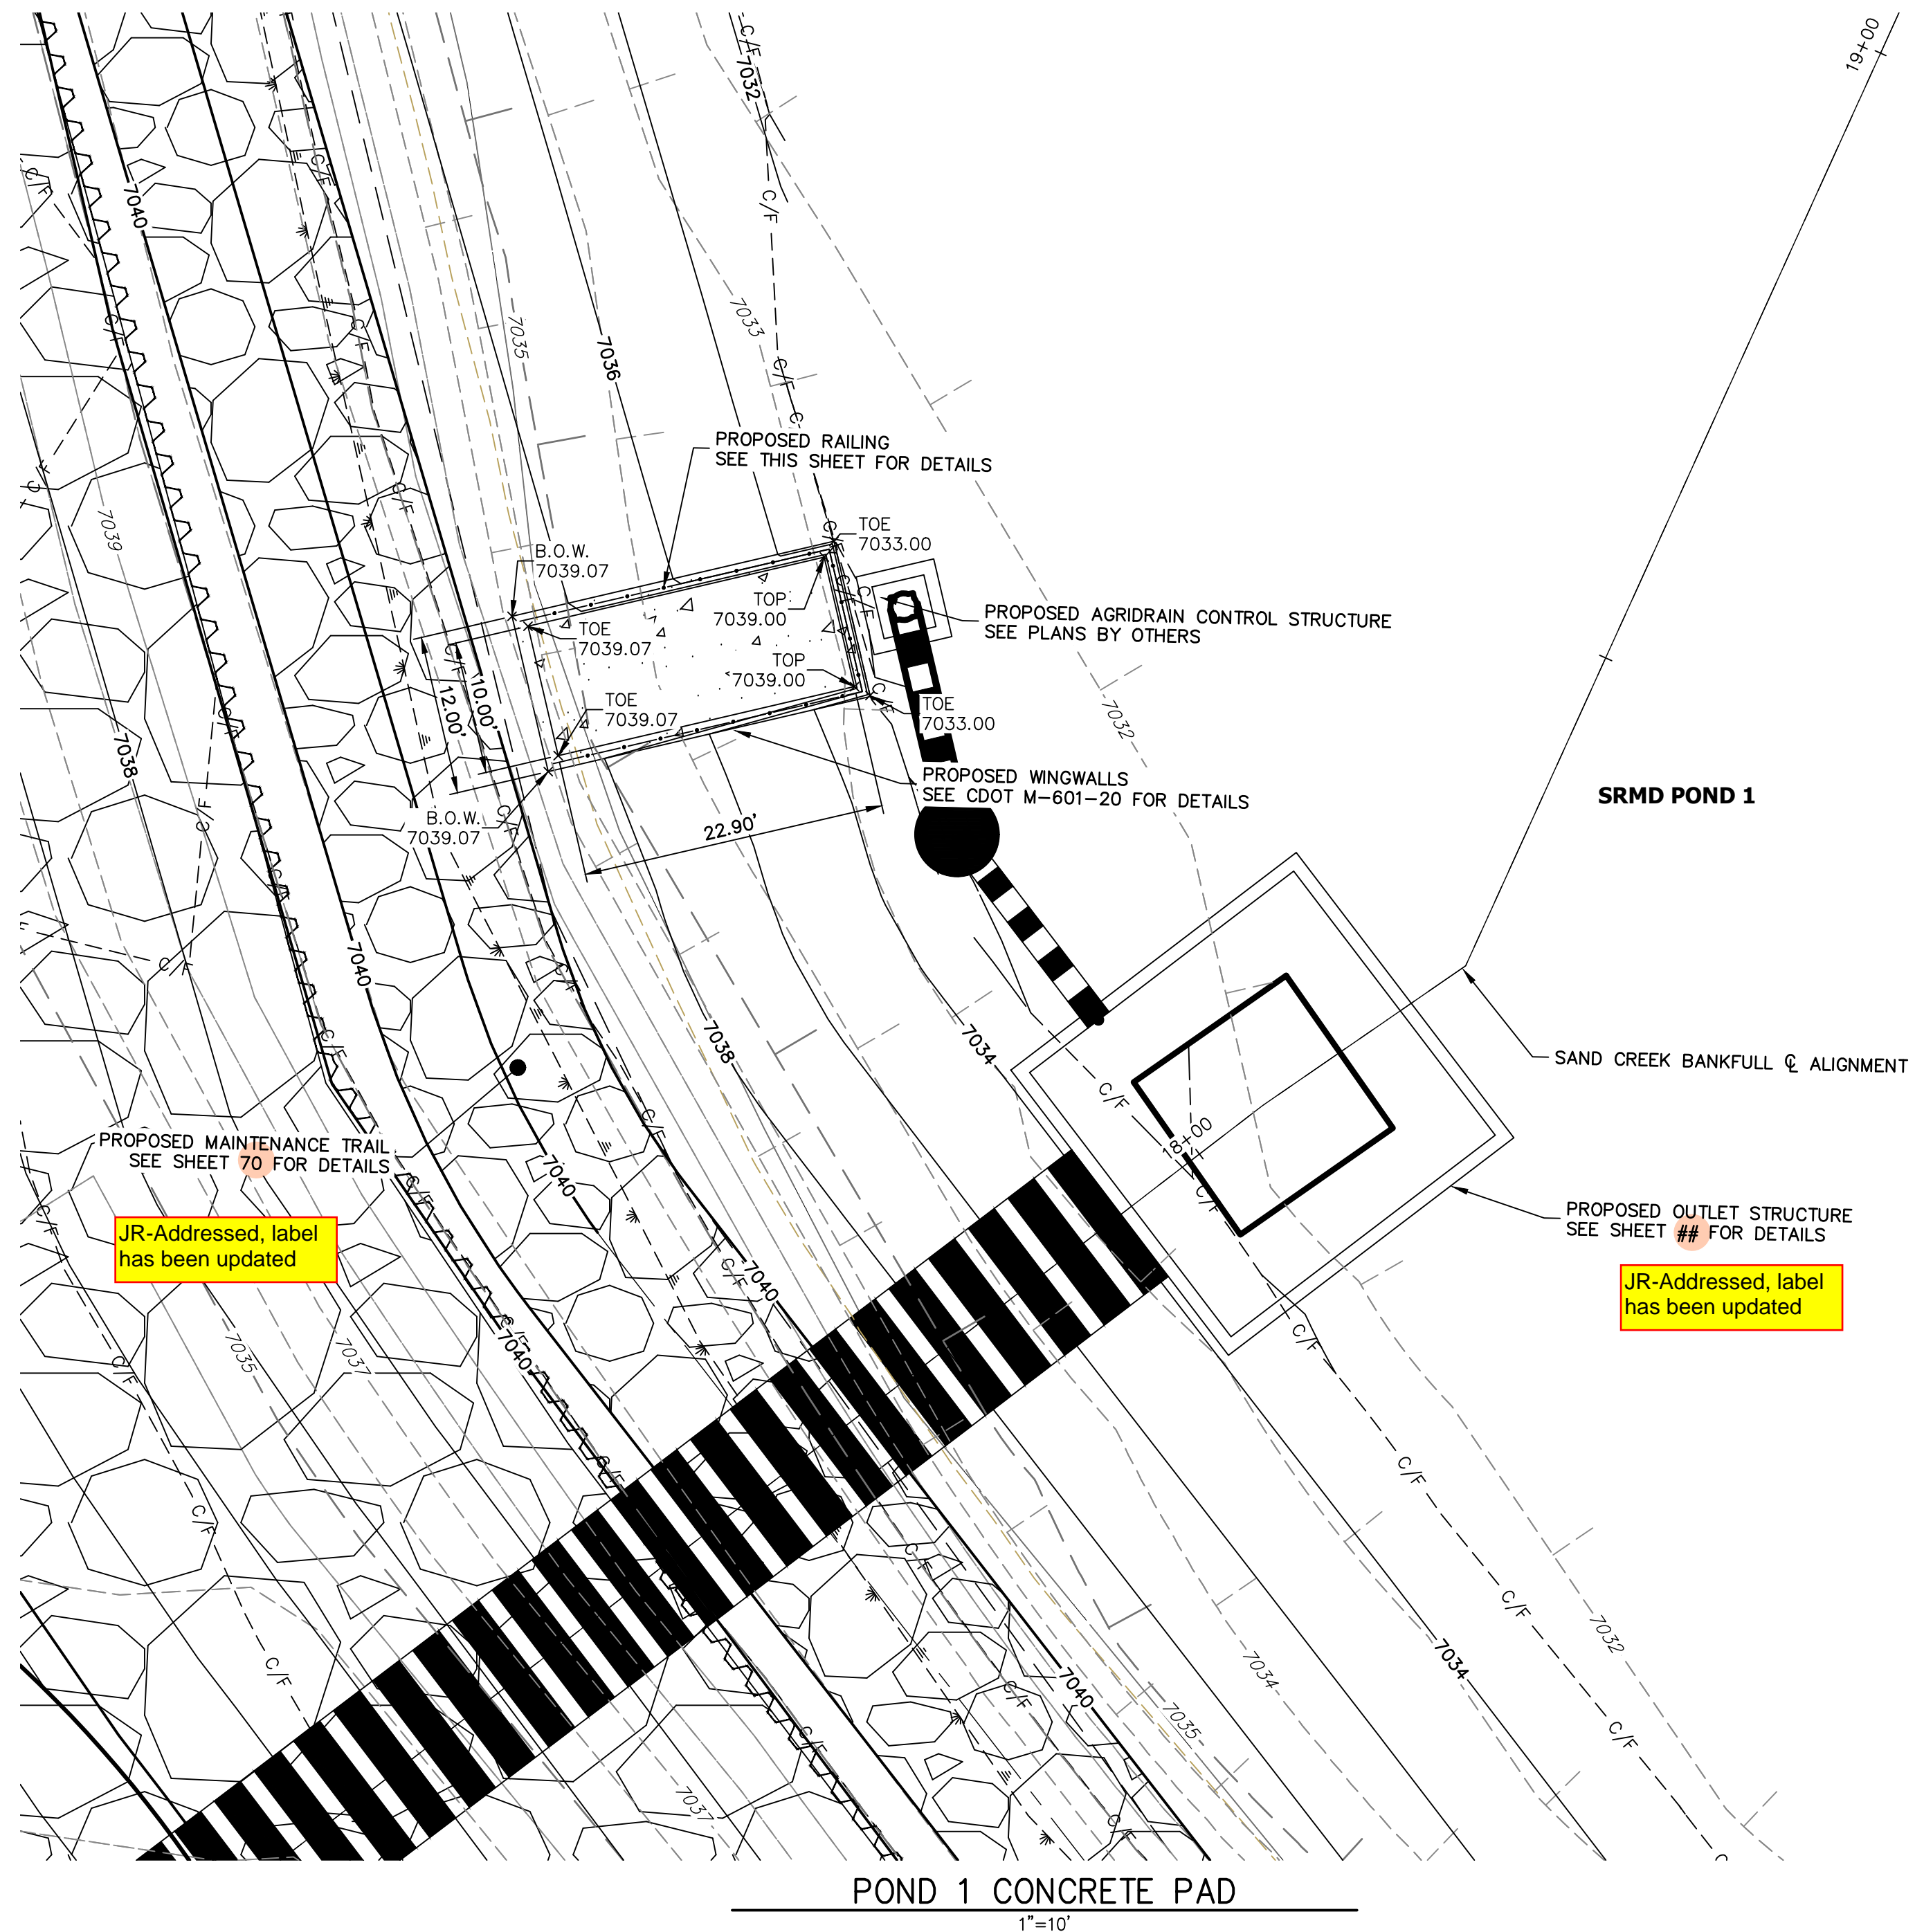 19+00
C/F
7032
C/F
C/F
C/F
7040
C/F
7033
7035
7036
C/F
C/F
C/F
PROPOSED RAILING
SEE THIS SHEET FOR DETAILS
C/F
7039
C/F
TOE
7033.00
B.O.W.
7039.07
TOP
7039.00
PROPOSED AGRIDRAIN CONTROL STRUCTURE
SEE PLANS BY OTHERS
TOE
7039.07
C/F
TOP
7039.00
10.00'
12.00'
TOE
7039.07
C/F
TOE
7033.00
7032
C/F
7038
PROPOSED WINGWALLS
SEE CDOT M-601-20 FOR DETAILS
SRMD POND 1
B.O.W.
7039.07
C/F
22.90'
C/F
C/F
7040
C/F
C/F
7038
7034
C/F
SAND CREEK BANKFULL ℄ ALIGNMENT
C/F
C/F
18+00
PROPOSED MAINTENANCE TRAIL
SEE SHEET 70 FOR DETAILS
7040
C/F
C/F
PROPOSED OUTLET STRUCTURE
SEE SHEET ## FOR DETAILS
C/F
JR-Addressed, label
has been updated
C/F
7040
JR-Addressed, label
has been updated
7035
7037
C/F
7040
C/F
C/F
C/F
C/F
C/F
C/F
C/F
7032
7034
7034
C/F
C/F
7040
7035
C/F
C/F
7037
C/F
POND 1 CONCRETE PAD
1"=10'